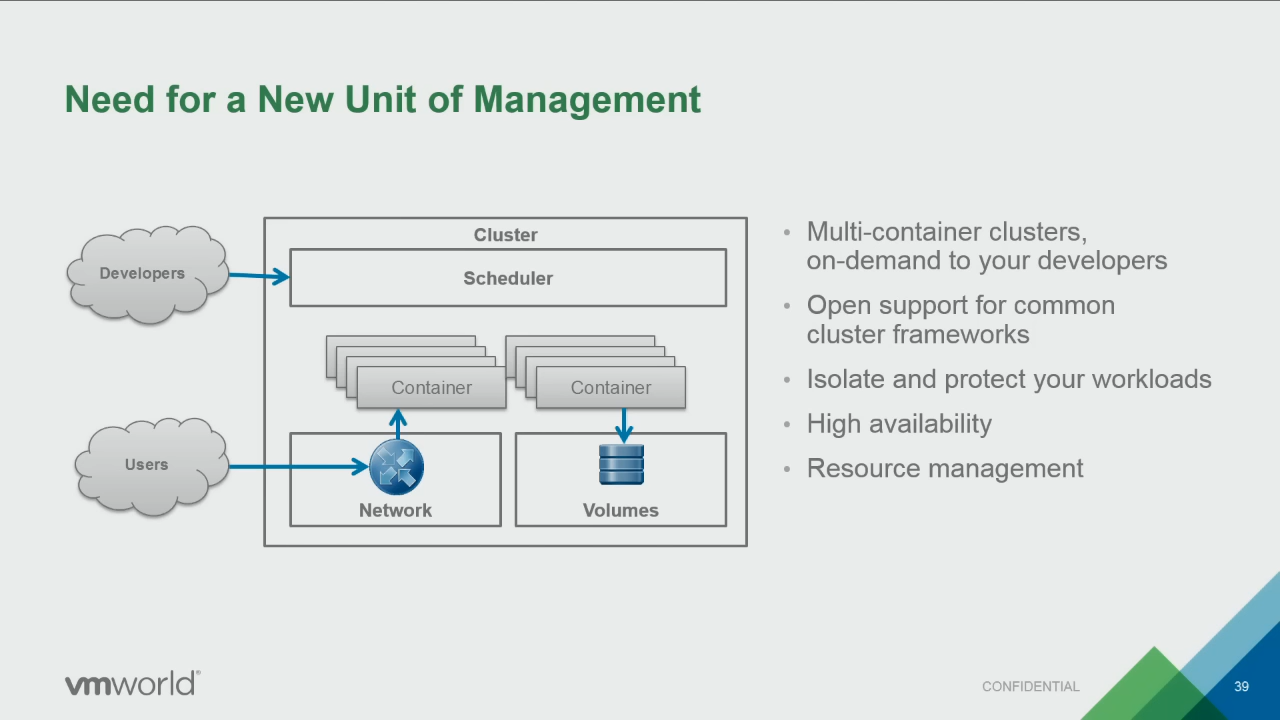 Need for a New Unit of Management
Cluster
Developers
Scheduler
Container
Container
Users
Network
Volumes
• Multi-container clusters,
on-demand to your developers
• Open support for common
cluster frameworks
• Isolate and protect your workloads
• High availability
• Resource management
vmworld®
CONFIDENTIAL
39